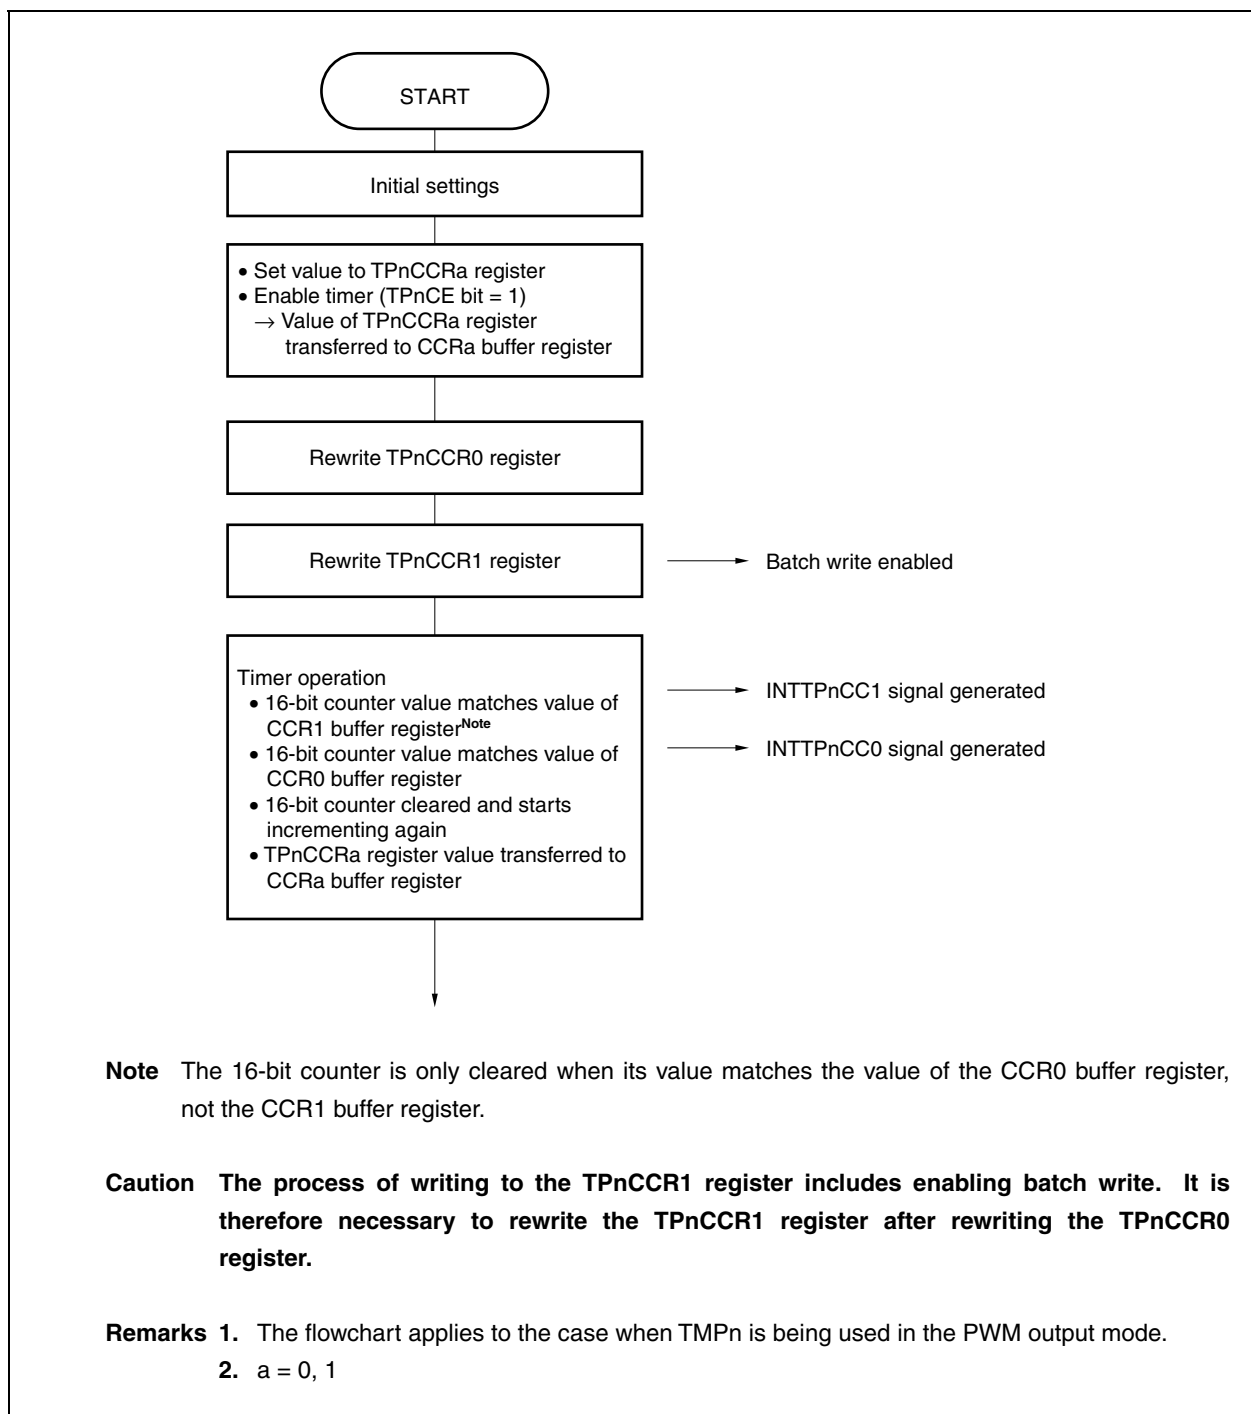 START
Initial settings
• Set value to TPnCCRa register
• Enable timer (TPnCE bit = 1)
→ Value of TPnCCRa register
transferred to CCRa buffer register
Rewrite TPnCCR0 register
Rewrite TPnCCR1 register
Batch write enabled
Timer operation
• 16-bit counter value matches value of
CCR1 buffer registerNote
• 16-bit counter value matches value of
CCR0 buffer register
• 16-bit counter cleared and starts
incrementing again
• TPnCCRa register value transferred to
CCRa buffer register
INTTPnCC1 signal generated
INTTPnCC0 signal generated
Note The 16-bit counter is only cleared when its value matches the value of the CCR0 buffer register,
not the CCR1 buffer register.
Caution The process of writing to the TPnCCR1 register includes enabling batch write. It is
therefore necessary to rewrite the TPnCCR1 register after rewriting the TPnCCR0
register.
Remarks 1. The flowchart applies to the case when TMPn is being used in the PWM output mode.
2. a = 0, 1